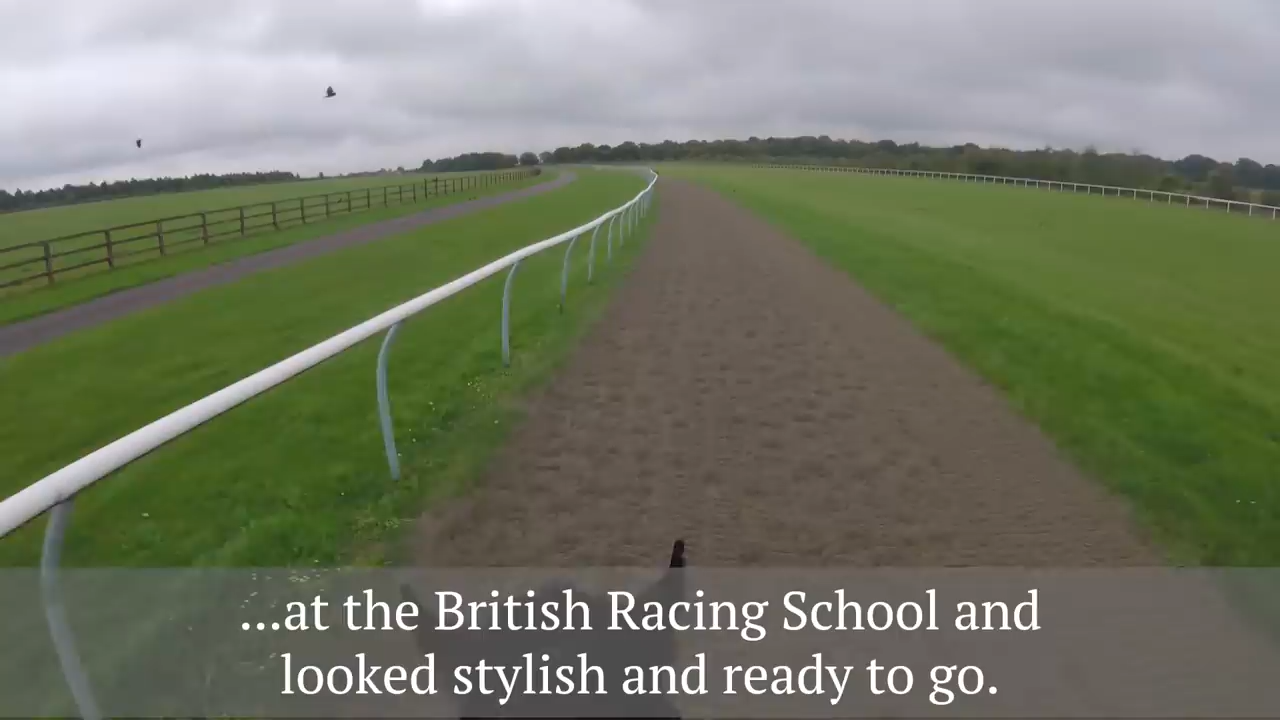 ...at the British Racing School and
looked stylish and ready to go.